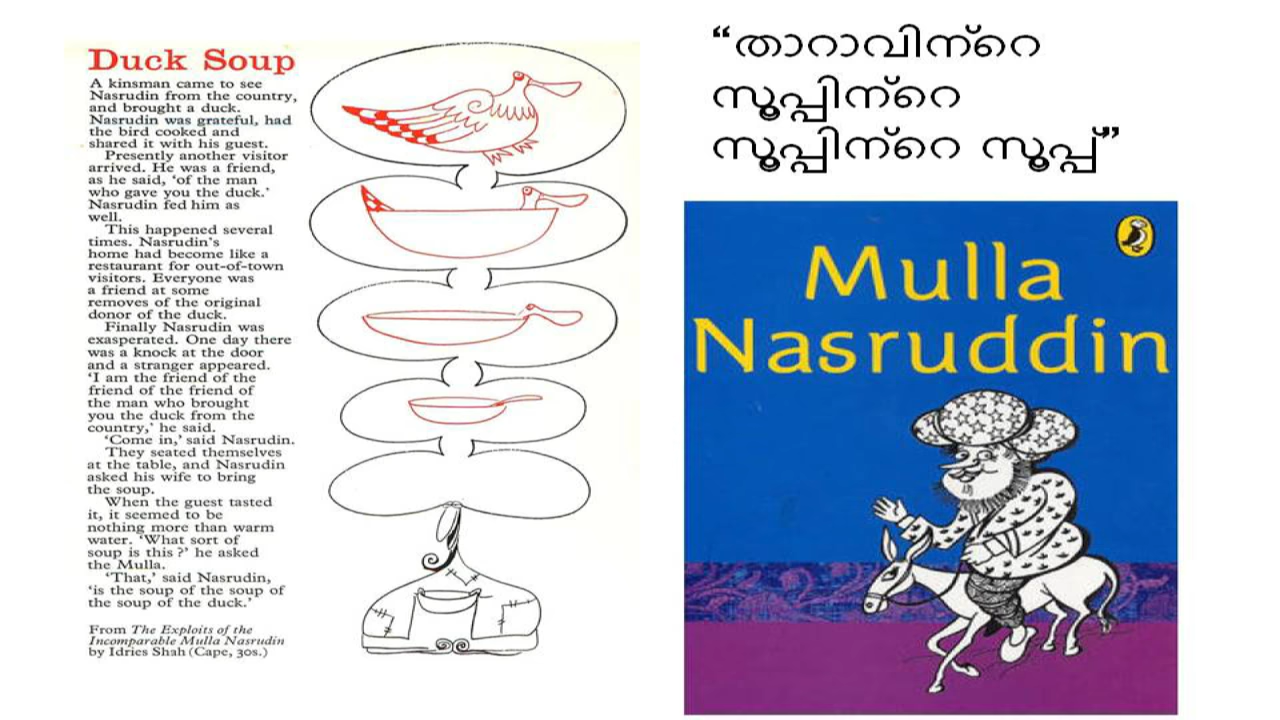 Duck Soup
A kinsman came to see
Nasrudin from the country,
and brought a duck.
Nasrudin was grateful, had
the bird cooked and
shared it with his guest.
Presently another visitor
arrived. He was a friend,
as he said, ‘of the man
who gave you the duck.’
Nasrudin fed him as
well.
This happened several
times. Nasrudin’s
home had become like a
restaurant for out-of-town
visitors. Everyone was
a friend at some
removes of the original
donor of the duck.
Finally Nasrudin was
exasperated. One day there
was a knock at the door
and a stranger appeared.
‘I am the friend of the
friend of the friend of
the man who brought
you the duck from the
country,’ he said.
‘Come in,’ said Nasrudin.
They seated themselves
at the table, and Nasrudin
asked his wife to bring
the soup.
When the guest tasted
it, it seemed to be
nothing more than warm
water. ‘What sort of
soup is this?’ he asked
the Mulla.
‘That,’ said Nasrudin,
‘is the soup of the soup of
the soup of the duck.’
From The Exploits of the
Incomparable Mulla Nasrudin
by Idries Shah (Cape, 30s.)
“താറാവിന്റെ
സൂപ്പിന്റെ
സൂപ്പിന്റെ സൂപ്പ്”
Mulla
Nasruddin